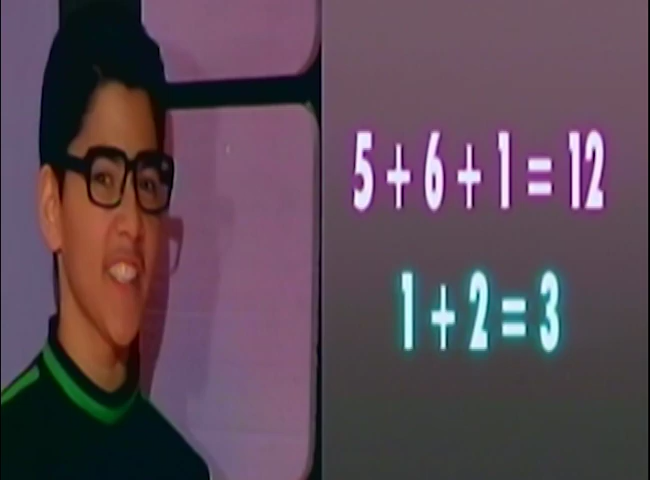 5 + 6 + 1 = 12
1 + 2 = 3